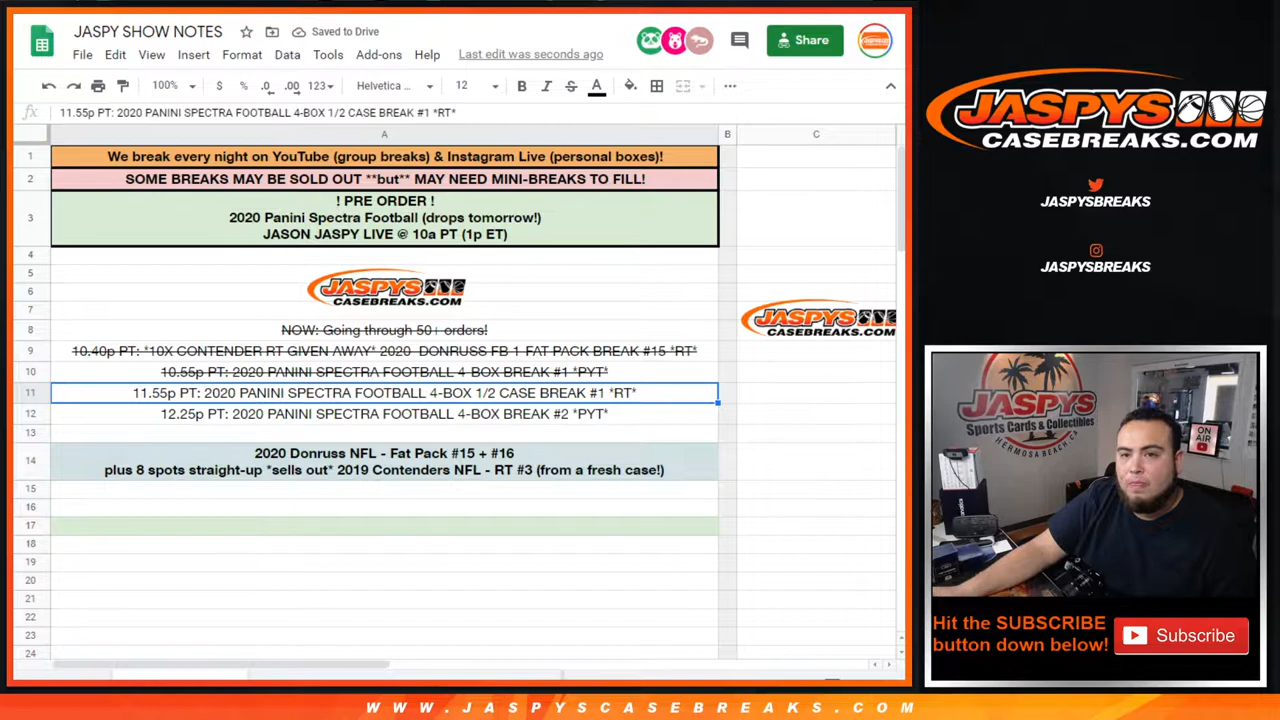 JASPY SHOW NOTES
Saved to Drive
File Edit View Insert Format Data Tools Add-ons Help Last edit was seconds ago
Share
100% $ % .0 .00 123 Helvetica ... 12 B I S A
fx 11.55p PT: 2020 PANINI SPECTRA FOOTBALL 4-BOX 1/2 CASE BREAK #1 *RT*
A B C
1 We break every night on YouTube (group breaks) & Instagram Live (personal boxes)!
2 SOME BREAKS MAY BE SOLD OUT **but** MAY NEED MINI-BREAKS TO FILL!
! PRE ORDER !
3 2020 Panini Spectra Football (drops tomorrow!)
JASON JASPY LIVE @ 10a PT (1p ET)
4
5
6 JASPYS
CASEBREAKS.COM
7
JASPYS
CASEBREAKS.COM
8 NOW: Going through 50+ orders!
9 10.40p PT: *10X CONTENDER RT GIVEN AWAY* 2020 DONRUSS FB 1 FAT PACK BREAK #15 *RT*
10 10.55p PT: 2020 PANINI SPECTRA FOOTBALL 4-BOX BREAK #1 *PYT*
11 11.55p PT: 2020 PANINI SPECTRA FOOTBALL 4-BOX 1/2 CASE BREAK #1 *RT*
12 12.25p PT: 2020 PANINI SPECTRA FOOTBALL 4-BOX BREAK #2 *PYT*
13
2020 Donruss NFL - Fat Pack #15 + #16
14
plus 8 spots straight-up *sells out* 2019 Contenders NFL - RT #3 (from a fresh case!)
15
16
17
18
19
20
21
22
23
24
JASPYS
CASEBREAKS.COM
JASPYSBREAKS
JASPYSBREAKS
JASPYS
Sports Cards & Collectibles
HERMOSA BEACH, CA
ON AIR
Hit the SUBSCRIBE
button down below!
Subscribe
WWW.JASPYSCASEBREAKS.COM